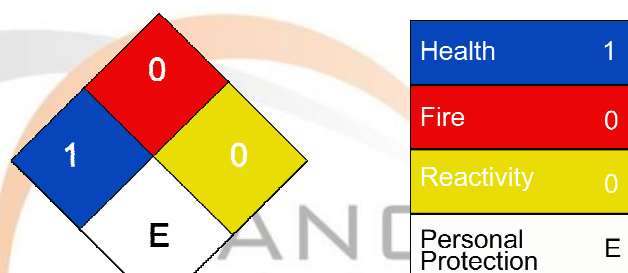 0
1
0
E
Health 1
Fire 0
Reactivity 0
Personal
Protection E